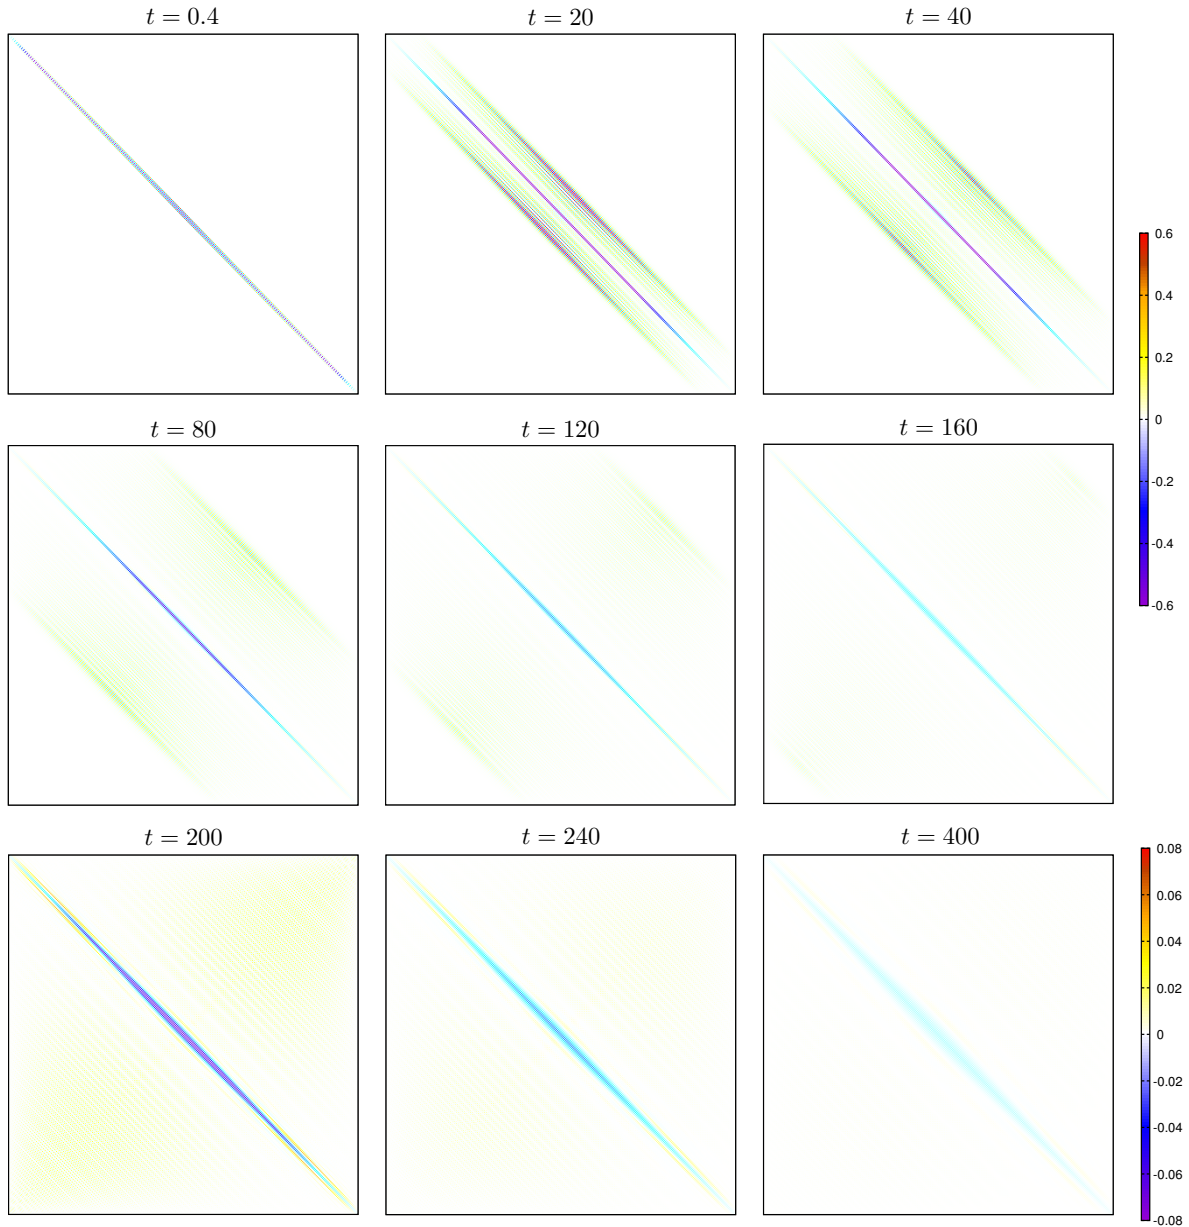 t = 0.4
t = 20
t = 40
0.6
0.4
0.2
0
-0.2
-0.4
-0.6
t = 80
t = 120
t = 160
t = 200
t = 240
t = 400
0.08
0.06
0.04
0.02
0
-0.02
-0.04
-0.06
-0.08